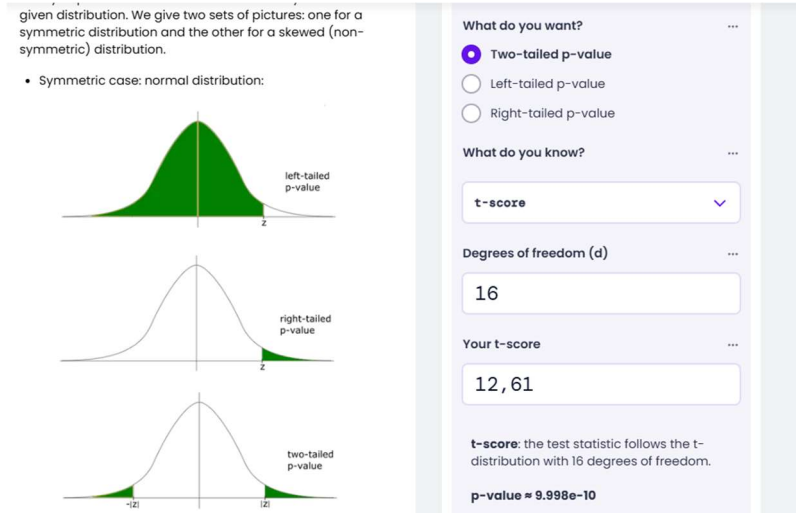 given distribution. We give two sets of pictures: one for a
symmetric distribution and the other for a skewed (non-
symmetric) distribution.
• Symmetric case: normal distribution:
left-tailed
p-value
z
right-tailed
p-value
z
two-tailed
p-value
-|z|
|z|
What do you want?
Two-tailed p-value
Left-tailed p-value
Right-tailed p-value
What do you know?
t-score
Degrees of freedom (d)
16
Your t-score
12,61
t-score: the test statistic follows the t-
distribution with 16 degrees of freedom.
p-value ≈ 9.998e-10